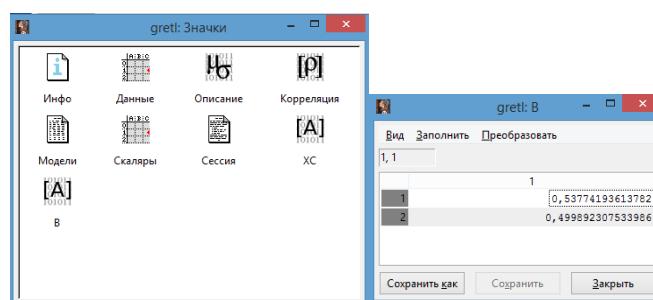 gretl: Значки
Инфо Данные Описание Корреляция
Модели Скаляры Сессия XC
B
gretl: B
Вид Заполнить Преобразовать
1, 1
1
1 0,53774193613782
2 0,499892307533986
Сохранить как Сохранить Закрыть